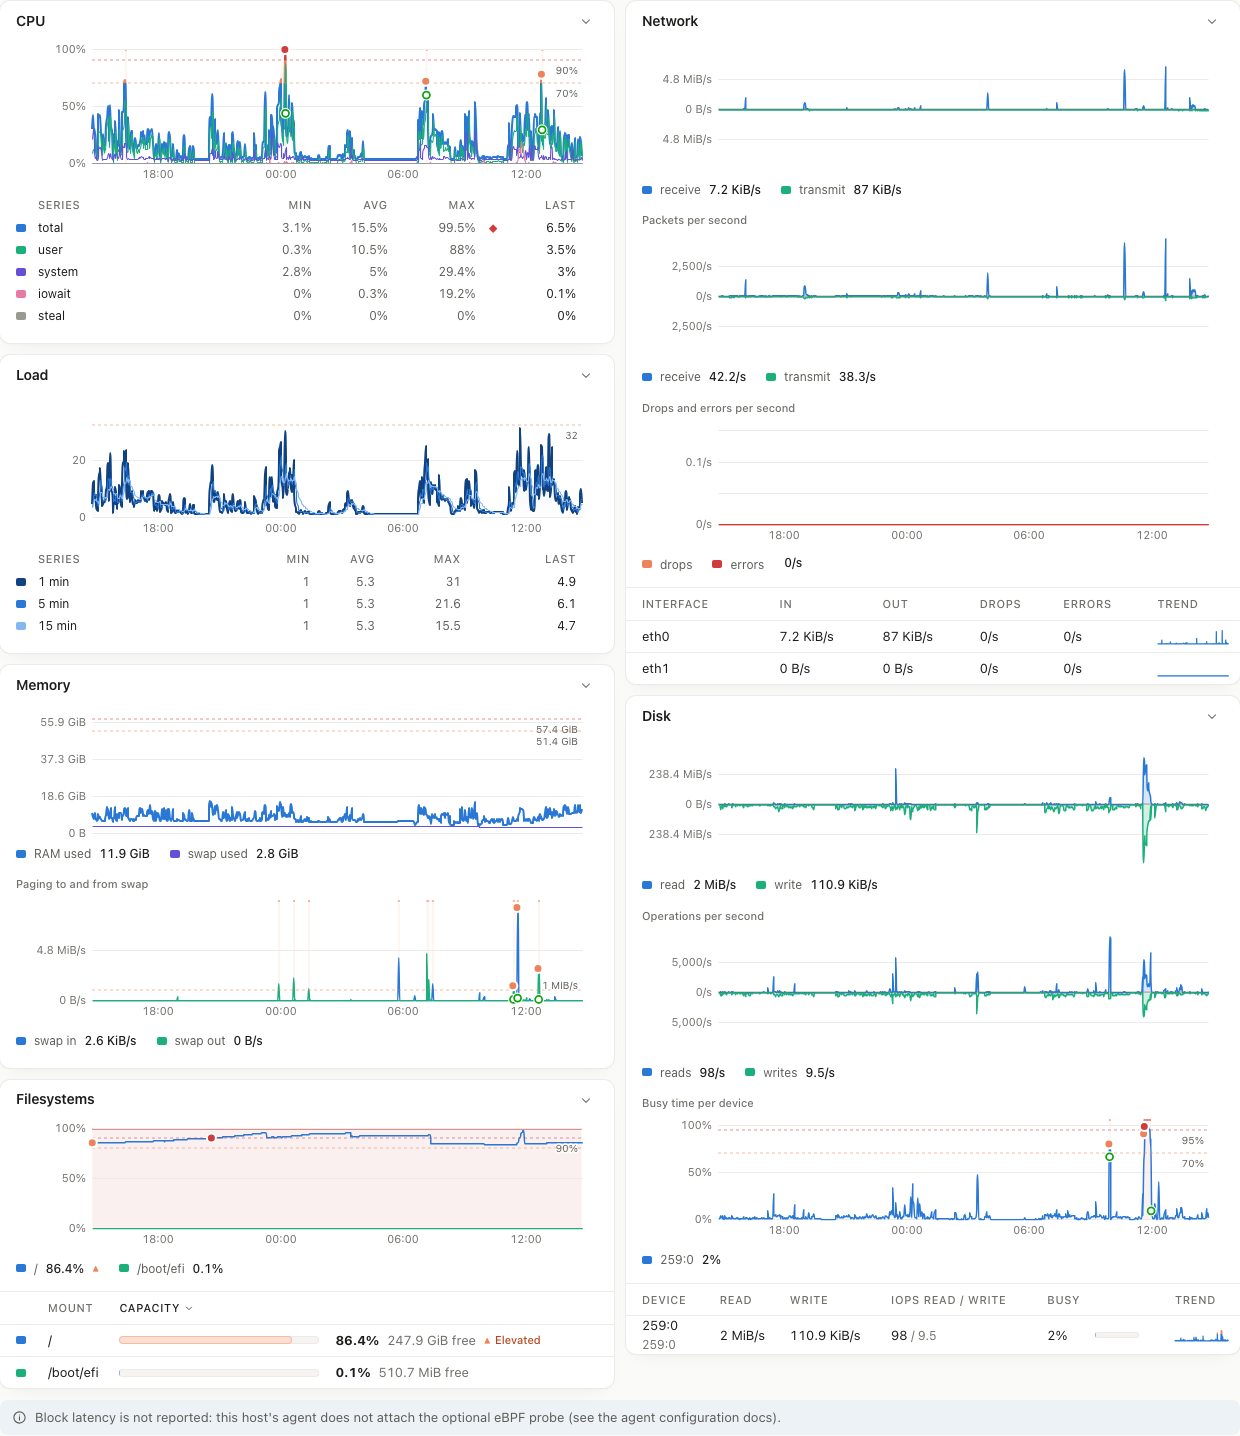 CPU
100%
90%
70%
50%
0%
18:00 00:00 06:00 12:00
SERIES MIN AVG MAX LAST
total 3.1% 15.5% 99.5% 6.5%
user 0.3% 10.5% 88% 3.5%
system 2.8% 5% 29.4% 3%
iowait 0% 0.3% 19.2% 0.1%
steal 0% 0% 0% 0%
Load
32
20
0
18:00 00:00 06:00 12:00
SERIES MIN AVG MAX LAST
1 min 1 5.3 31 4.9
5 min 1 5.3 21.6 6.1
15 min 1 5.3 15.5 4.7
Memory
55.9 GiB
57.4 GiB
51.4 GiB
37.3 GiB
18.6 GiB
0 B
RAM used 11.9 GiB swap used 2.8 GiB
Paging to and from swap
4.8 MiB/s
1 MiB/s
0 B/s
18:00 00:00 06:00 12:00
swap in 2.6 KiB/s swap out 0 B/s
Filesystems
100%
90%
50%
0%
18:00 00:00 06:00 12:00
/ 86.4% /boot/efi 0.1%
MOUNT CAPACITY
/ 86.4% 247.9 GiB free Elevated
/boot/efi 0.1% 510.7 MiB free
Network
4.8 MiB/s
0 B/s
4.8 MiB/s
receive 7.2 KiB/s transmit 87 KiB/s
Packets per second
2,500/s
0/s
2,500/s
receive 42.2/s transmit 38.3/s
Drops and errors per second
0.1/s
0/s
18:00 00:00 06:00 12:00
drops errors 0/s
INTERFACE IN OUT DROPS ERRORS TREND
eth0 7.2 KiB/s 87 KiB/s 0/s 0/s
eth1 0 B/s 0 B/s 0/s 0/s
Disk
238.4 MiB/s
0 B/s
238.4 MiB/s
read 2 MiB/s write 110.9 KiB/s
Operations per second
5,000/s
0/s
5,000/s
reads 98/s writes 9.5/s
Busy time per device
100%
95%
70%
50%
0%
18:00 00:00 06:00 12:00
259:0 2%
DEVICE READ WRITE IOPS READ / WRITE BUSY TREND
259:0
259:0 2 MiB/s 110.9 KiB/s 98 / 9.5 2%
Block latency is not reported: this host's agent does not attach the optional eBPF probe (see the agent configuration docs).